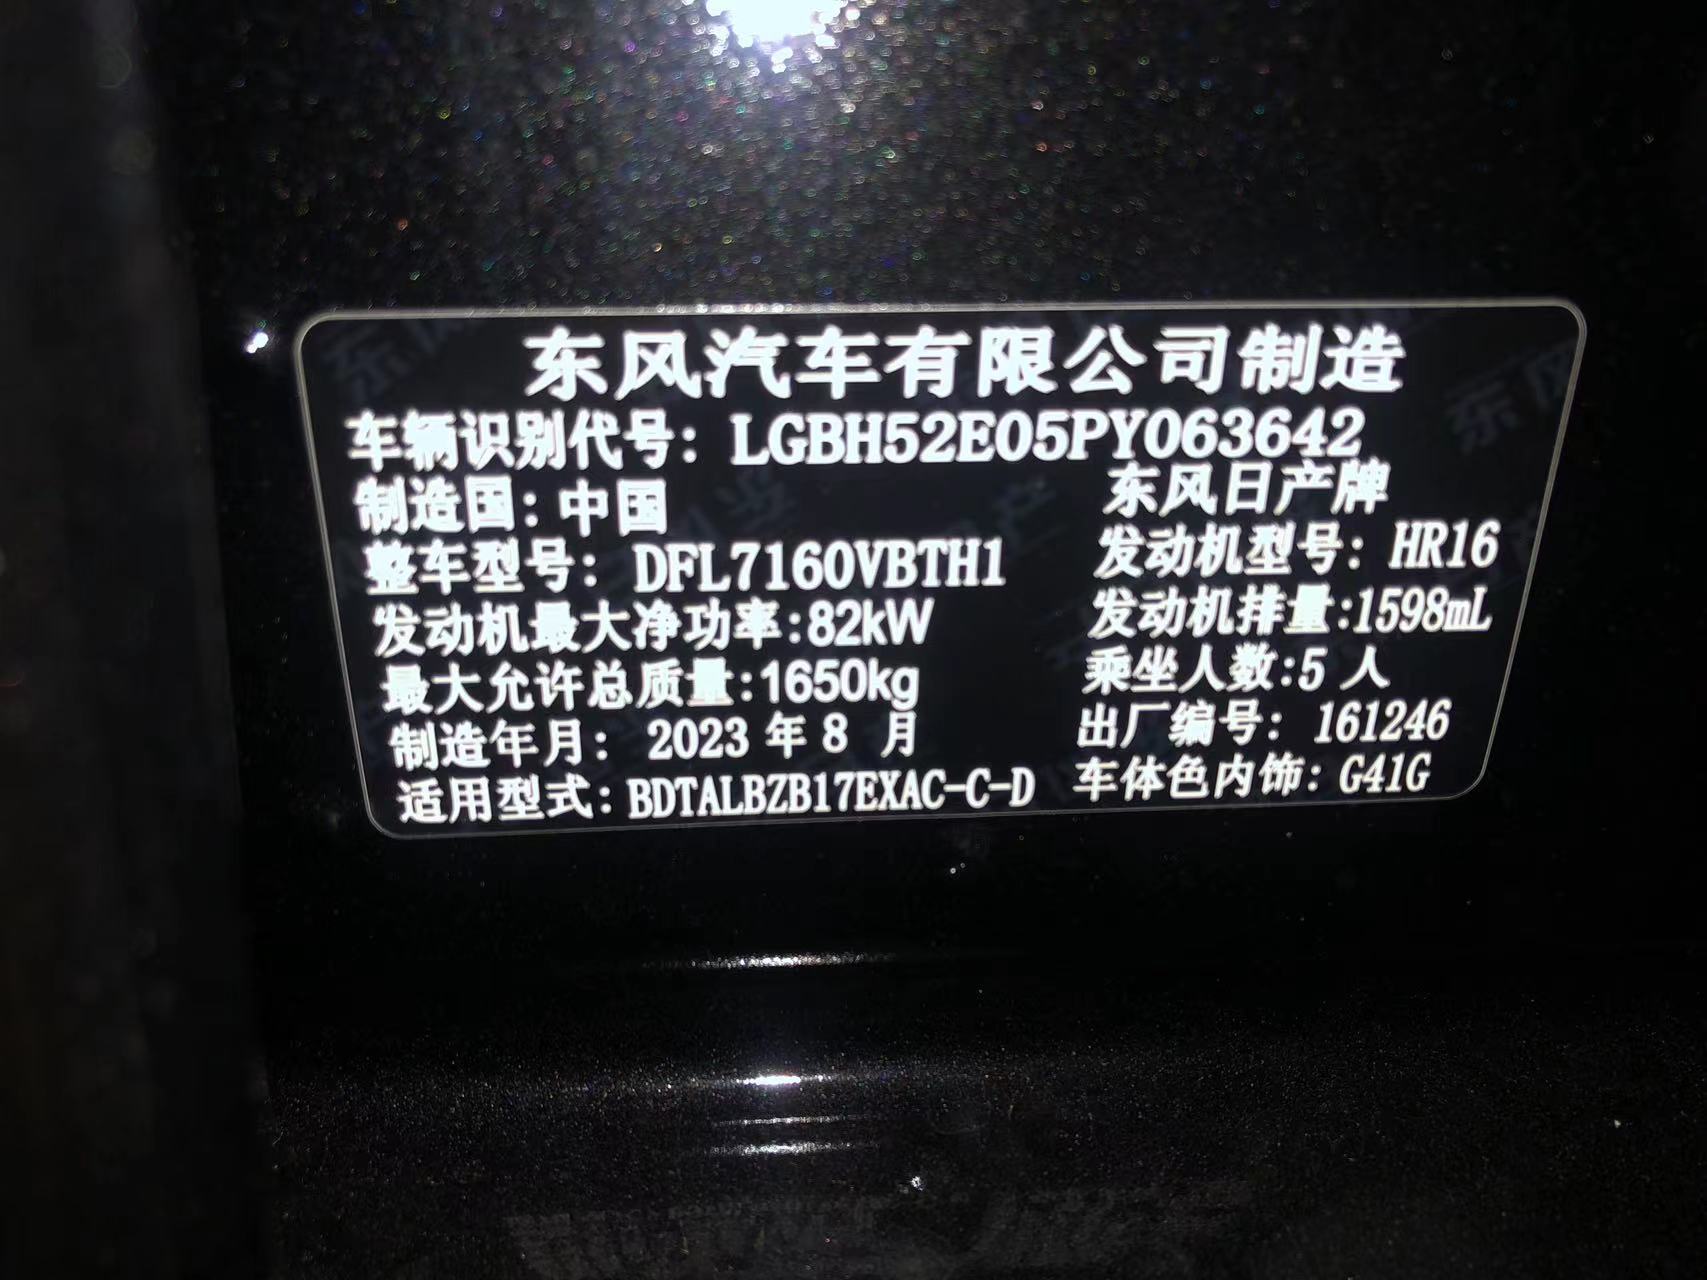 东风汽车有限公司制造
车辆识别代号: LGBH52E05PY063642
制造国: 中国 东风日产牌
整车型号: DFL7160VBTH1 发动机型号: HR16
发动机最大净功率:82kW 发动机排量:1598mL
最大允许总质量:1650kg 乘坐人数:5 人
制造年月: 2023 年 8 月 出厂编号: 161246
适用型式: BDTALBZB17EXAC-C-D 车体色内饰: G41G